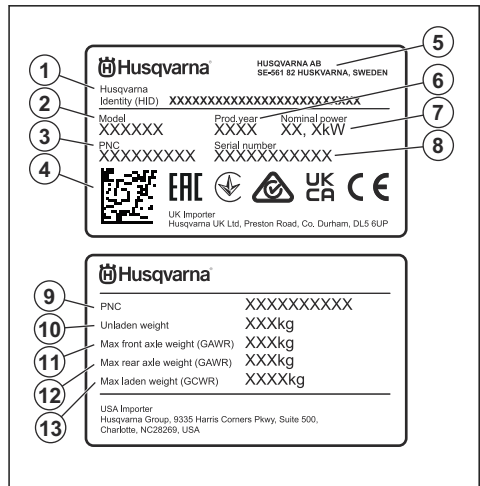 Husqvarna
HUSQVARNA AB
SE-561 82 HUSKVARNA, SWEDEN
5
1
Husqvarna
Identity (HID) XXXXXXXXXXXXXXXXXXXXXXXXX
6
2
Model
XXXXXX
Prod.year
XXXX
Nominal power
XX, XkW
7
3
PNC
XXXXXXXXX
Serial number
XXXXXXXXXXX
8
4
EAC
UK
CA
CE
UK Importer
Husqvarna UK Ltd, Preston Road, Co. Durham, DL5 6UP
Husqvarna
9
PNC XXXXXXXXXX
10
Unladen weight XXXkg
11
Max front axle weight (GAWR) XXXkg
12
Max rear axle weight (GAWR) XXXkg
13
Max laden weight (GCWR) XXXXkg
USA Importer
Husqvarna Group, 9335 Harris Corners Pkwy, Suite 500,
Charlotte, NC28269, USA